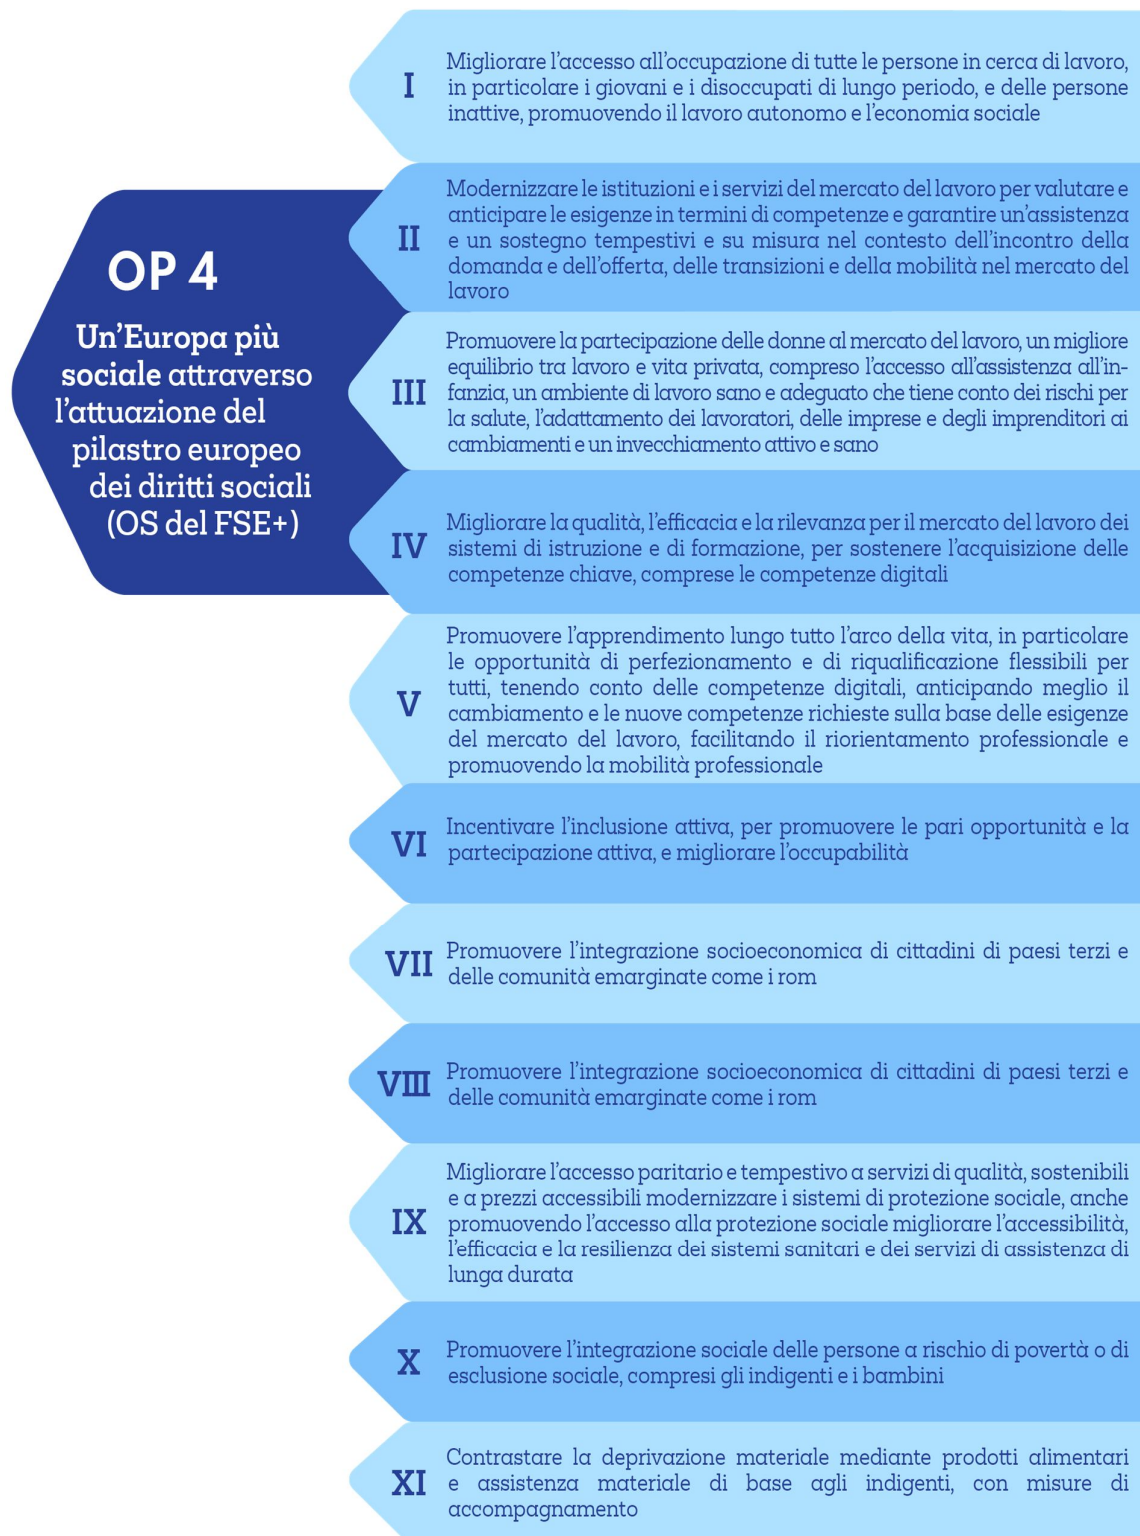 OP 4
Un’Europa più
sociale attraverso
l’attuazione del
pilastro europeo
dei diritti sociali
(OS del FSE+)
I
Migliorare l’accesso all’occupazione di tutte le persone in cerca di lavoro,
in particolare i giovani e i disoccupati di lungo periodo, e delle persone
inattive, promuovendo il lavoro autonomo e l’economia sociale
II
Modernizzare le istituzioni e i servizi del mercato del lavoro per valutare e
anticipare le esigenze in termini di competenze e garantire un’assistenza
e un sostegno tempestivi e su misura nel contesto dell’incontro della
domanda e dell’offerta, delle transizioni e della mobilità nel mercato del
lavoro
III
Promuovere la partecipazione delle donne al mercato del lavoro, un migliore
equilibrio tra lavoro e vita privata, compreso l’accesso all’assistenza all’in-
fanzia, un ambiente di lavoro sano e adeguato che tiene conto dei rischi per
la salute, l’adattamento dei lavoratori, delle imprese e degli imprenditori ai
cambiamenti e un invecchiamento attivo e sano
IV
Migliorare la qualità, l’efficacia e la rilevanza per il mercato del lavoro dei
sistemi di istruzione e di formazione, per sostenere l’acquisizione delle
competenze chiave, comprese le competenze digitali
V
Promuovere l’apprendimento lungo tutto l’arco della vita, in particolare
le opportunità di perfezionamento e di riqualificazione flessibili per
tutti, tenendo conto delle competenze digitali, anticipando meglio il
cambiamento e le nuove competenze richieste sulla base delle esigenze
del mercato del lavoro, facilitando il riorientamento professionale e
promuovendo la mobilità professionale
VI
Incentivare l’inclusione attiva, per promuovere le pari opportunità e la
partecipazione attiva, e migliorare l’occupabilità
VII
Promuovere l’integrazione socioeconomica di cittadini di paesi terzi e
delle comunità emarginate come i rom
VIII
Promuovere l’integrazione socioeconomica di cittadini di paesi terzi e
delle comunità emarginate come i rom
IX
Migliorare l’accesso paritario e tempestivo a servizi di qualità, sostenibili
e a prezzi accessibili modernizzare i sistemi di protezione sociale, anche
promuovendo l’accesso alla protezione sociale migliorare l’accessibilità,
l’efficacia e la resilienza dei sistemi sanitari e dei servizi di assistenza di
lunga durata
X
Promuovere l’integrazione sociale delle persone a rischio di povertà o di
esclusione sociale, compresi gli indigenti e i bambini
XI
Contrastare la deprivazione materiale mediante prodotti alimentari
e assistenza materiale di base agli indigenti, con misure di
accompagnamento